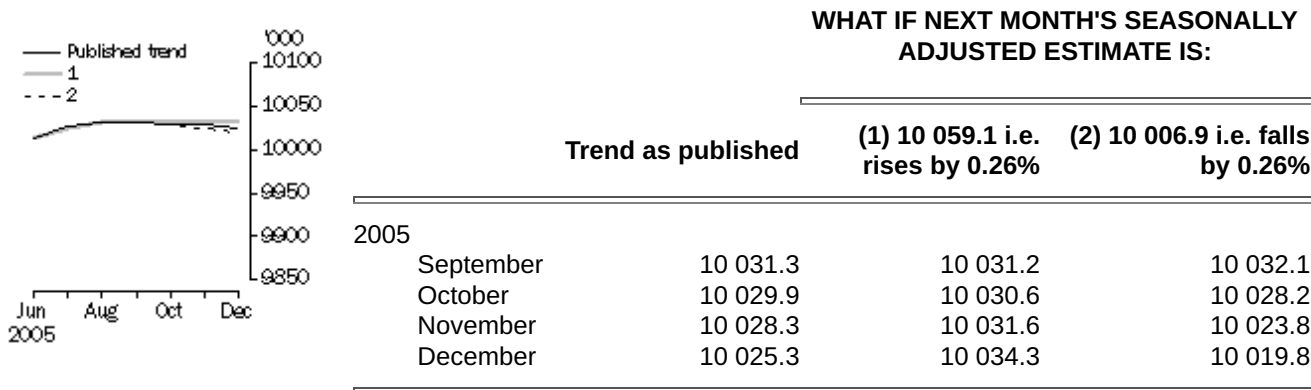 '000
Published trend
1
2
10100
10050
10000
9950
9900
9850
Jun Aug Oct Dec
2005
WHAT IF NEXT MONTH'S SEASONALLY
ADJUSTED ESTIMATE IS:
Trend as published (1) 10 059.1 i.e. rises by 0.26% (2) 10 006.9 i.e. falls by 0.26%
2005
September 10 031.3 10 031.2 10 032.1
October 10 029.9 10 030.6 10 028.2
November 10 028.3 10 031.6 10 023.8
December 10 025.3 10 034.3 10 019.8